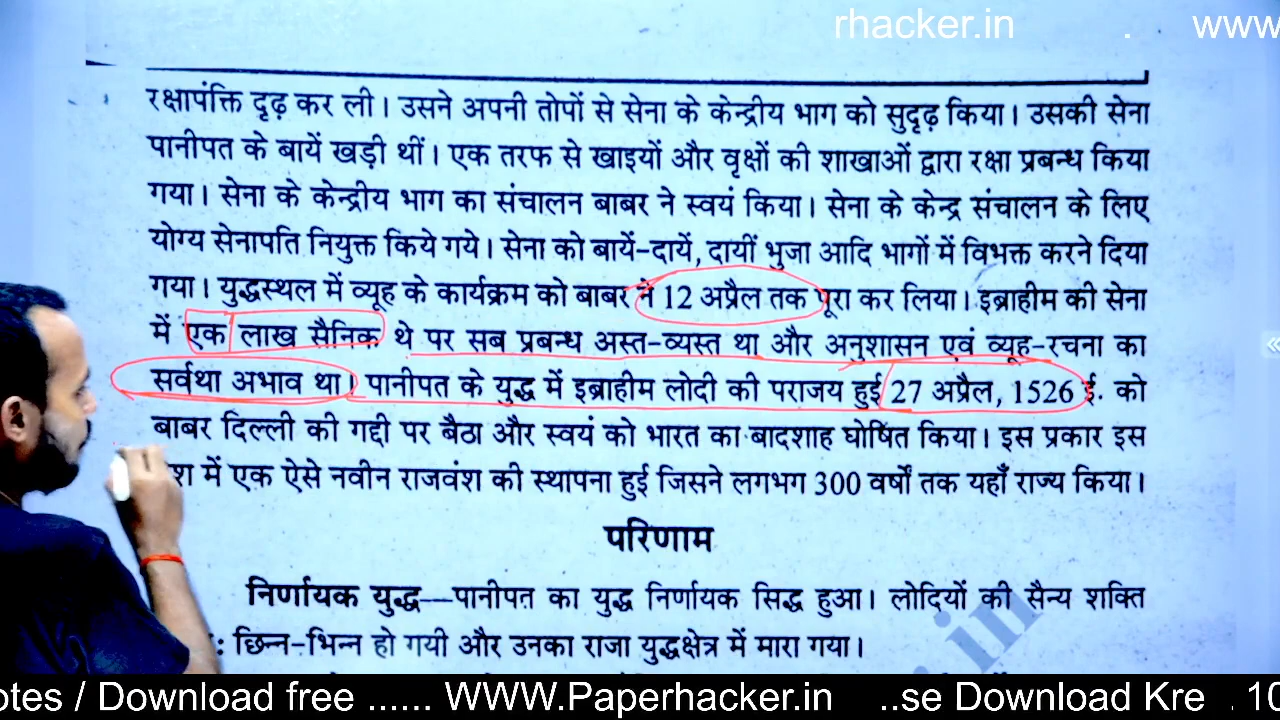 rhacker.in . www
रक्षापंक्ति दृढ़ कर ली। उसने अपनी तोपों से सेना के केन्द्रीय भाग को सुदृढ़ किया। उसकी सेना
पानीपत के बायें खड़ी थीं। एक तरफ से खाइयों और वृक्षों की शाखाओं द्वारा रक्षा प्रबन्ध किया
गया। सेना के केन्द्रीय भाग का संचालन बाबर ने स्वयं किया। सेना के केन्द्र संचालन के लिए
योग्य सेनापति नियुक्त किये गये। सेना को बायें-दायें, दायीं भुजा आदि भागों में विभक्त करने दिया
गया। युद्धस्थल में व्यूह के कार्यक्रम को बाबर ने 12 अप्रैल तक पूरा कर लिया। इब्राहीम की सेना
में एक लाख सैनिक थे पर सब प्रबन्ध अस्त-व्यस्त था और अनुशासन एवं व्यूह-रचना का
सर्वथा अभाव था। पानीपत के युद्ध में इब्राहीम लोदी की पराजय हुई 27 अप्रैल, 1526 ई. को
बाबर दिल्ली की गद्दी पर बैठा और स्वयं को भारत का बादशाह घोषित किया। इस प्रकार इस
में एक ऐसे नवीन राजवंश की स्थापना हुई जिसने लगभग 300 वर्षों तक यहाँ राज्य किया।
परिणाम
निर्णायक युद्ध—पानीपत का युद्ध निर्णायक सिद्ध हुआ। लोदियों की सैन्य शक्ति
छिन्न-भिन्न हो गयी और उनका राजा युद्धक्षेत्र में मारा गया।
otes / Download free ...... WWW.Paperhacker.in ..se Download Kre . 10